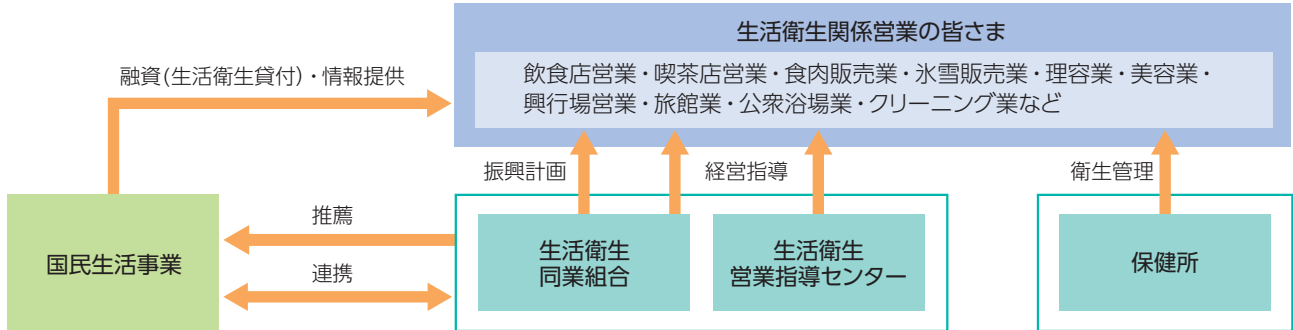 生活衛生関係営業の皆さま
飲食店営業・喫茶店営業・食肉販売業・氷雪販売業・理容業・美容業・
興行場営業・旅館業・公衆浴場業・クリーニング業など
融資(生活衛生貸付)・情報提供
振興計画
経営指導
衛生管理
国民生活事業
推薦
連携
生活衛生
同業組合
生活衛生
営業指導センター
保健所